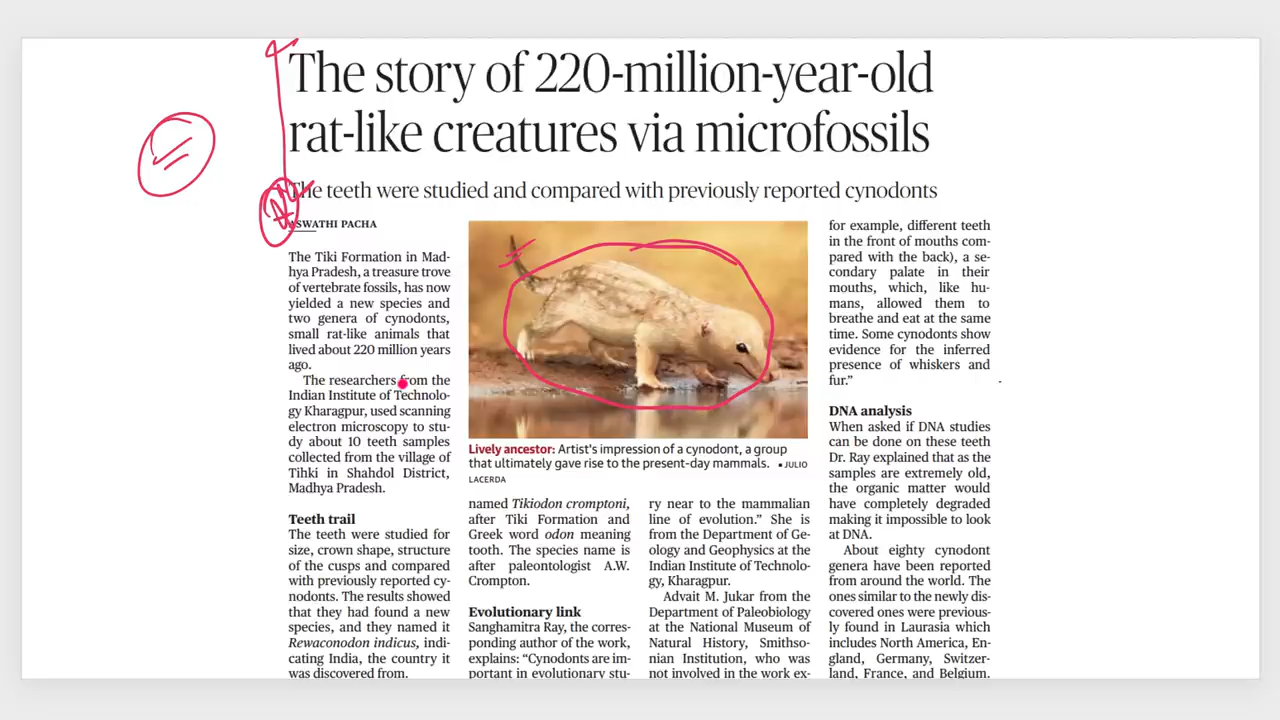 The story of 220-million-year-old
rat-like creatures via microfossils
The teeth were studied and compared with previously reported cynodonts
ASWATHI PACHA
The Tiki Formation in Mad-
hya Pradesh, a treasure trove
of vertebrate fossils, has now
yielded a new species and
two genera of cynodonts,
small rat-like animals that
lived about 220 million years
ago.
The researchers from the
Indian Institute of Technolo-
gy Kharagpur, used scanning
electron microscopy to stu-
dy about 10 teeth samples
collected from the village of
Tihki in Shahdol District,
Madhya Pradesh.
Teeth trail
The teeth were studied for
size, crown shape, structure
of the cusps and compared
with previously reported cy-
nodonts. The results showed
that they had found a new
species, and they named it
Rewaconodon indicus, indi-
cating India, the country it
was discovered from.
Lively ancestor: Artist's impression of a cynodont, a group
that ultimately gave rise to the present-day mammals. ▪ JULIO
LACERDA
named Tikiodon cromptoni,
after Tiki Formation and
Greek word odon meaning
tooth. The species name is
after paleontologist A.W.
Crompton.
Evolutionary link
Sanghamitra Ray, the corres-
ponding author of the work,
explains: “Cynodonts are im-
portant in evolutionary stu-
ry near to the mammalian
line of evolution.” She is
from the Department of Ge-
ology and Geophysics at the
Indian Institute of Technolo-
gy, Kharagpur.
Advait M. Jukar from the
Department of Paleobiology
at the National Museum of
Natural History, Smithso-
nian Institution, who was
not involved in the work ex-
for example, different teeth
in the front of mouths com-
pared with the back), a se-
condary palate in their
mouths, which, like hu-
mans, allowed them to
breathe and eat at the same
time. Some cynodonts show
evidence for the inferred
presence of whiskers and
fur.”
DNA analysis
When asked if DNA studies
can be done on these teeth
Dr. Ray explained that as the
samples are extremely old,
the organic matter would
have completely degraded
making it impossible to look
at DNA.
About eighty cynodont
genera have been reported
from around the world. The
ones similar to the newly dis-
covered ones were previous-
ly found in Laurasia which
includes North America, En-
gland, Germany, Switzer-
land, France, and Belgium.